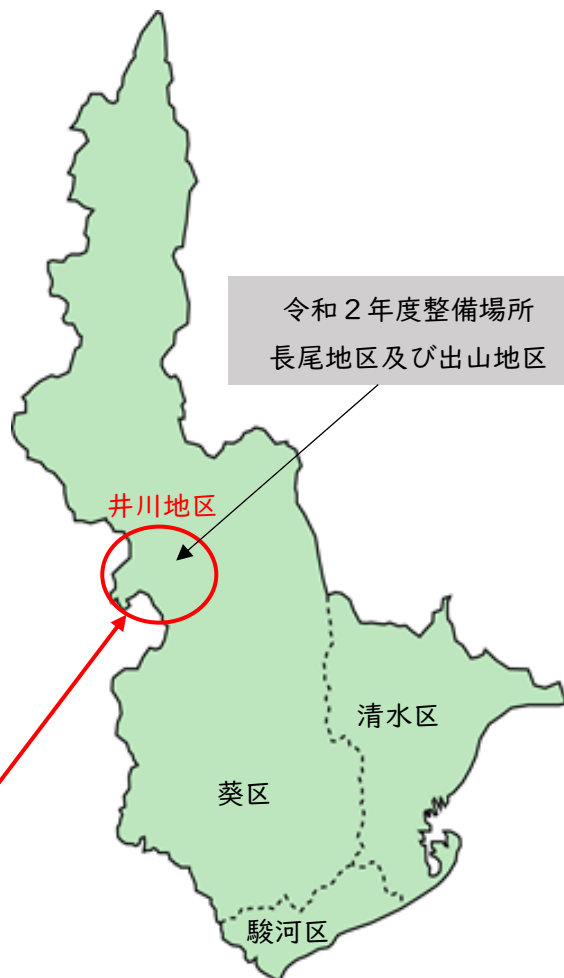 令和２年度整備場所
長尾地区及び出山地区
井川地区
清水区
葵区
駿河区